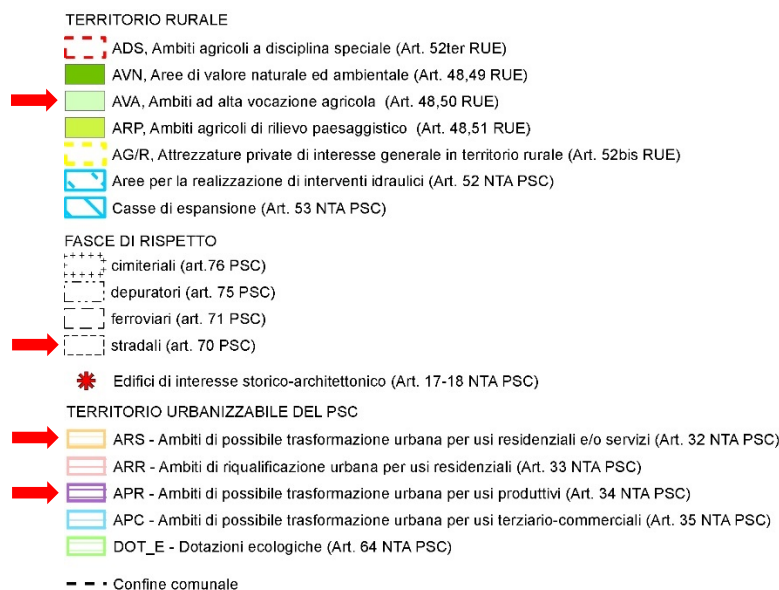 TERRITORIO RURALE
ADS, Ambiti agricoli a disciplina speciale (Art. 52ter RUE)
AVN, Aree di valore naturale ed ambientale (Art. 48,49 RUE)
AVA, Ambiti ad alta vocazione agricola (Art. 48,50 RUE)
ARP, Ambiti agricoli di rilievo paesaggistico (Art. 48,51 RUE)
AG/R, Attrezzature private di interesse generale in territorio rurale (Art. 52bis RUE)
Aree per la realizzazione di interventi idraulici (Art. 52 NTA PSC)
Casse di espansione (Art. 53 NTA PSC)
FASCE DI RISPETTO
cimiteriali (art.76 PSC)
depuratori (art. 75 PSC)
ferroviari (art. 71 PSC)
stradali (art. 70 PSC)
Edifici di interesse storico-architettonico (Art. 17-18 NTA PSC)
TERRITORIO URBANIZZABILE DEL PSC
ARS - Ambiti di possibile trasformazione urbana per usi residenziali e/o servizi (Art. 32 NTA PSC)
ARR - Ambiti di riqualificazione urbana per usi residenziali (Art. 33 NTA PSC)
APR - Ambiti di possibile trasformazione urbana per usi produttivi (Art. 34 NTA PSC)
APC - Ambiti di possibile trasformazione urbana per usi terziario-commerciali (Art. 35 NTA PSC)
DOT_E - Dotazioni ecologiche (Art. 64 NTA PSC)
Confine comunale